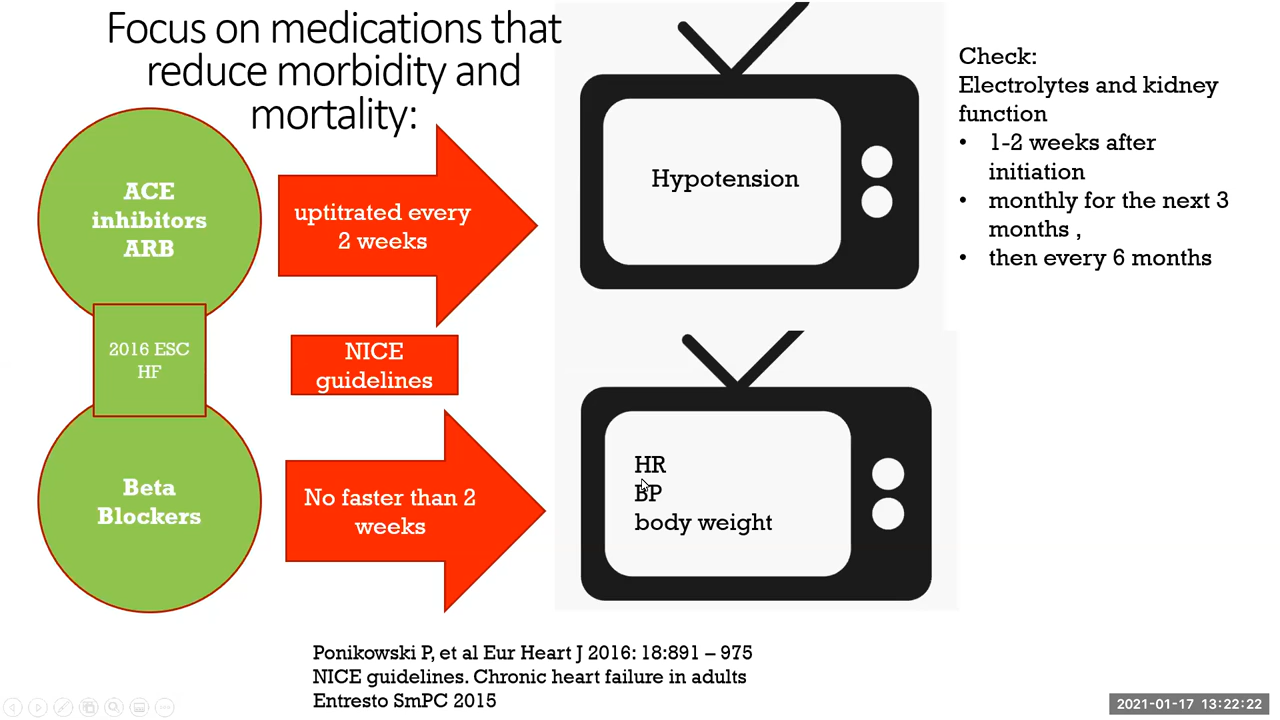 Focus on medications that
reduce morbidity and
mortality:
ACE
inhibitors
ARB
uptitrated every
2 weeks
Hypotension
Check:
Electrolytes and kidney
function
• 1-2 weeks after
initiation
• monthly for the next 3
months ,
• then every 6 months
2016 ESC
HF
NICE
guidelines
Beta
Blockers
No faster than 2
weeks
HR
BP
body weight
Ponikowski P, et al Eur Heart J 2016: 18:891 – 975
NICE guidelines. Chronic heart failure in adults
Entresto SmPC 2015
2021-01-17 13:22:22